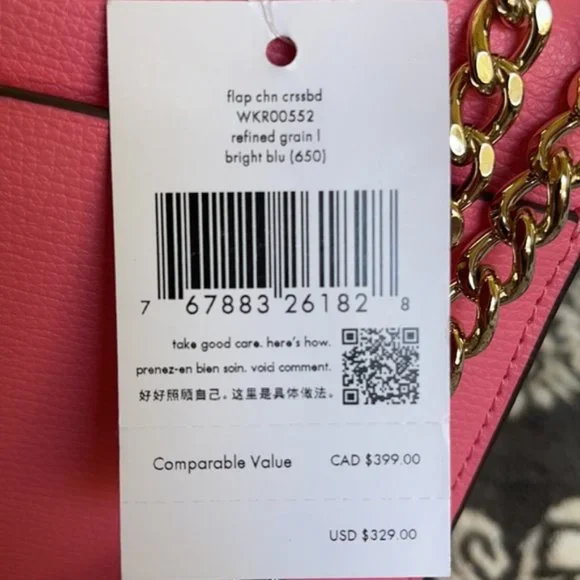 flap chn crssbd
WKR00552
refined grain l
bright blu (650)
7 67883 26182 8
take good care. here's how.
prenez-en bien soin. void comment.
好好照顾自己。这里是具体做法。
Comparable Value CAD $399.00
USD $329.00